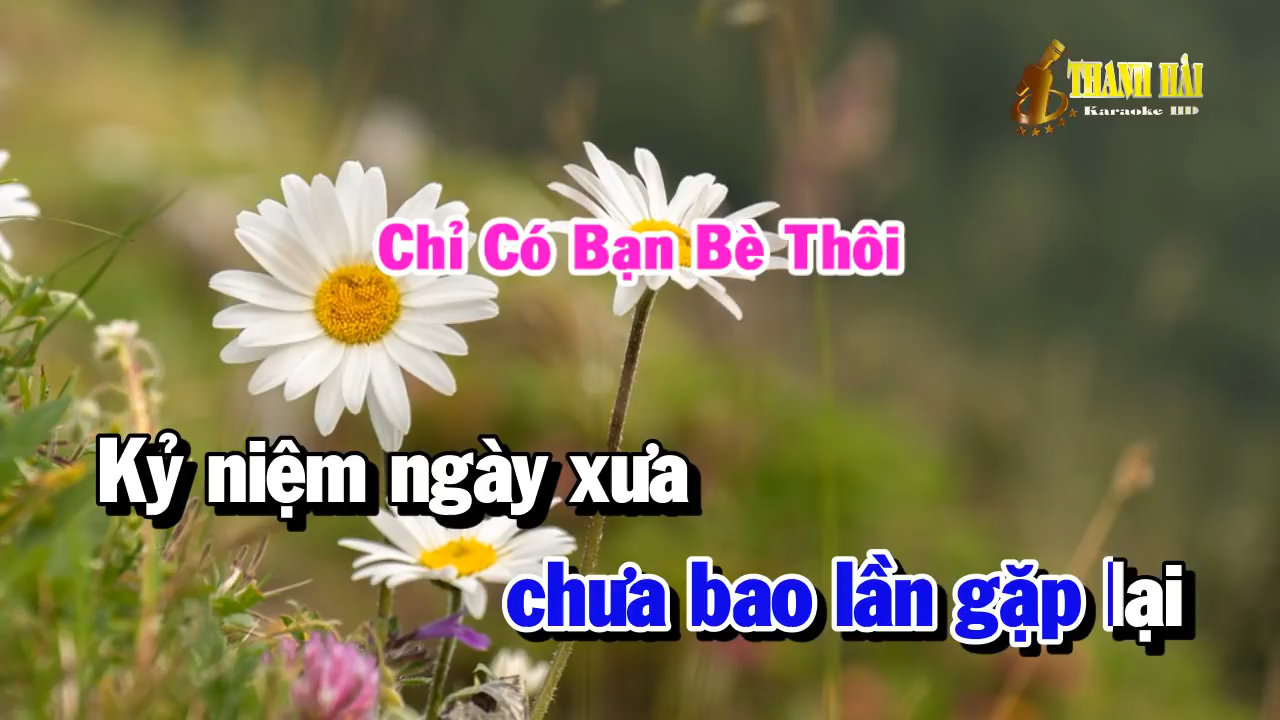 THANH HẢI
Karaoke HD
Chỉ Có Bạn Bè Thôi
Kỷ niệm ngày xưa
chưa bao lần gặp lại